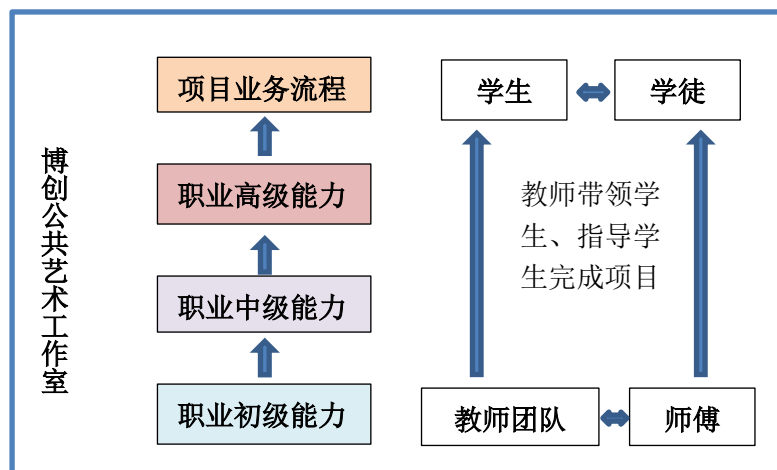 博创公共艺术工作室
项目业务流程
职业高级能力
职业中级能力
职业初级能力
学生
学徒
教师带领学
生、指导学
生完成项目
教师团队
师傅